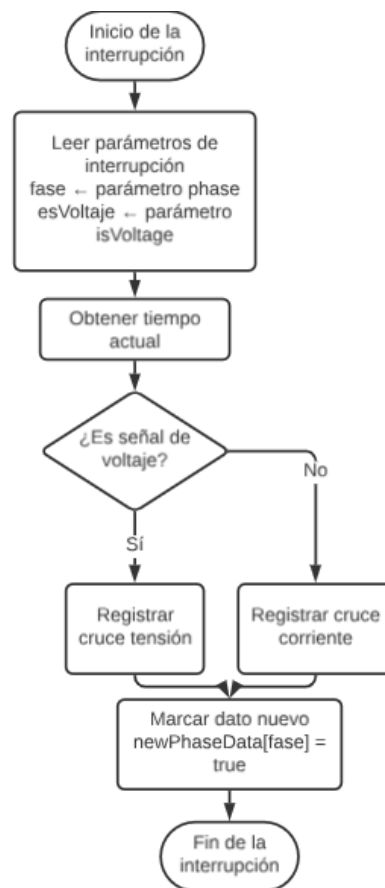 Inicio de la
interrupción
Leer parámetros de
interrupción
fase ← parámetro phase
esVoltaje ← parámetro
isVoltage
Obtener tiempo
actual
¿Es señal de
voltaje?
No
Sí
Registrar
cruce tensión
Registrar cruce
corriente
Marcar dato nuevo
newPhaseData[fase] =
true
Fin de la
interrupción